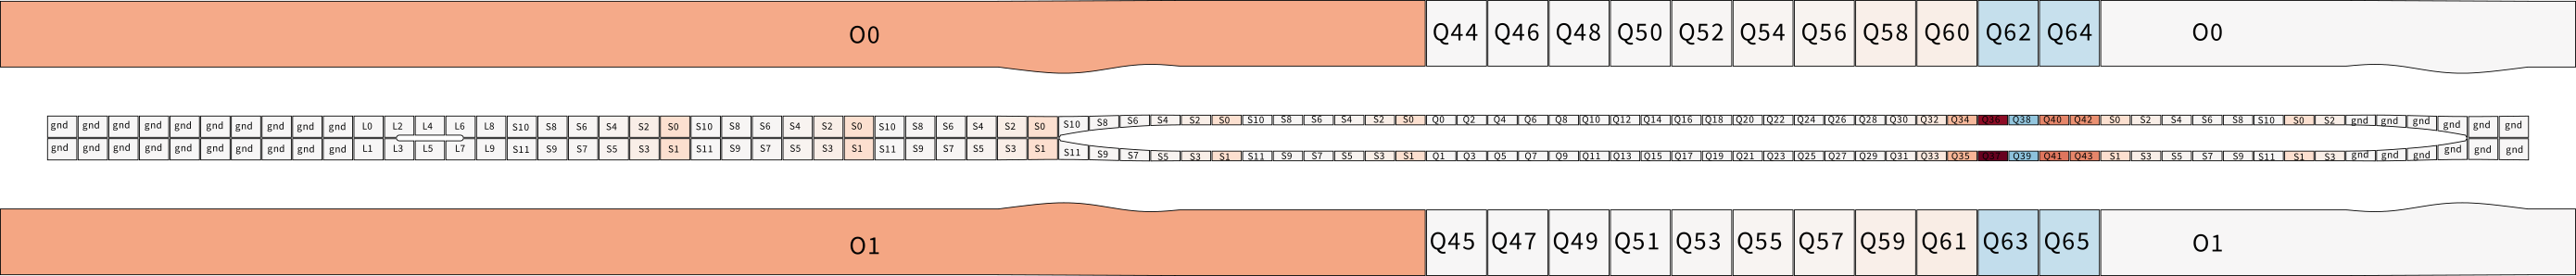 O0 Q44 Q46 Q48 Q50 Q52 Q54 Q56 Q58 Q60 Q62 Q64 O0
gnd gnd gnd gnd gnd gnd gnd gnd gnd gnd L0 L2 L4 L6 L8 S10 S8 S6 S4 S2 S0 S10 S8 S6 S4 S2 S0 S10 S8 S6 S4 S2 S0 S10 S8 S6 S4 S2 S0 S10 S8 S6 S4 S2 S0 Q0 Q2 Q4 Q6 Q8 Q10 Q12 Q14 Q16 Q18 Q20 Q22 Q24 Q26 Q28 Q30 Q32 Q34 Q36 Q38 Q40 Q42 S0 S2 S4 S6 S8 S10 S0 S2 gnd gnd gnd gnd gnd gnd
gnd gnd gnd gnd gnd gnd gnd gnd gnd gnd L1 L3 L5 L7 L9 S11 S9 S7 S5 S3 S1 S11 S9 S7 S5 S3 S1 S11 S9 S7 S5 S3 S1 S11 S9 S7 S5 S3 S1 S11 S9 S7 S5 S3 S1 Q1 Q3 Q5 Q7 Q9 Q11 Q13 Q15 Q17 Q19 Q21 Q23 Q25 Q27 Q29 Q31 Q33 Q35 Q37 Q39 Q41 Q43 S1 S3 S5 S7 S9 S11 S1 S3 gnd gnd gnd gnd gnd gnd
O1 Q45 Q47 Q49 Q51 Q53 Q55 Q57 Q59 Q61 Q63 Q65 O1